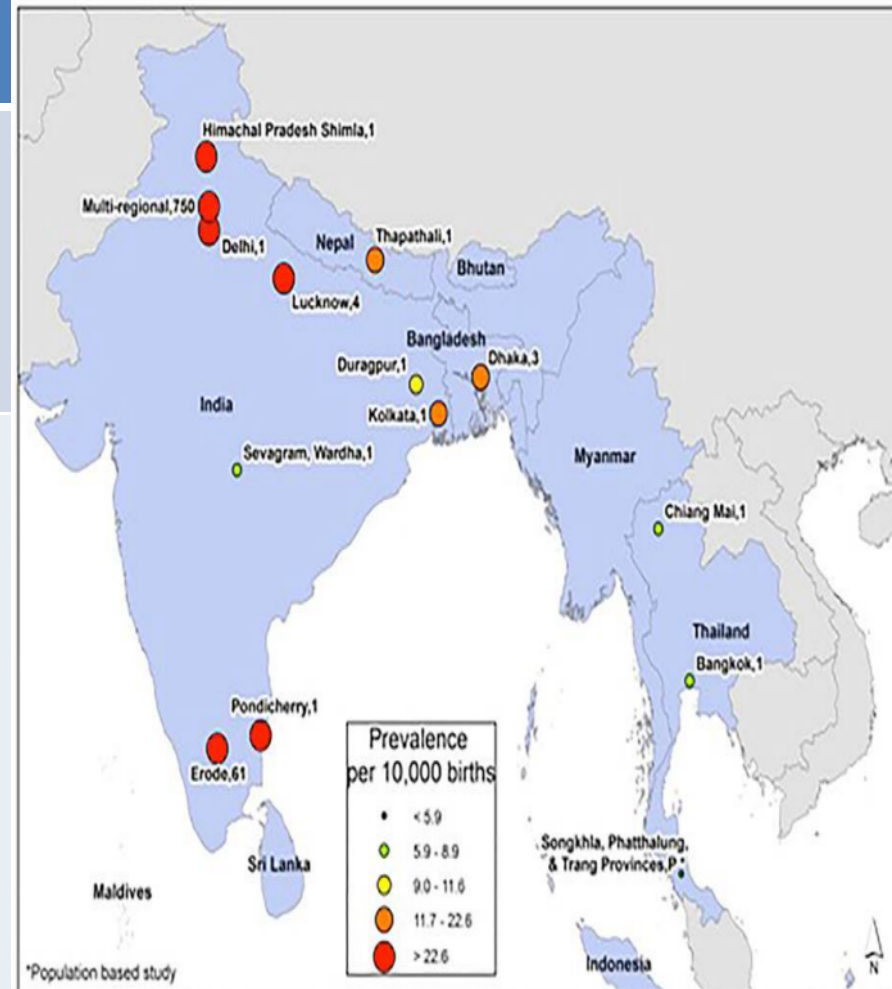 Himachal Pradesh Shimla,1
Multi-regional,750
Delhi,1
Nepal
Thapathali,1
Bhutan
Lucknow,4
Bangladesh
Duragpur,1
Dhaka,3
India
Kolkata,1
Sevagram, Wardha,1
Myanmar
Chiang Mai,1
Thailand
Bangkok,1
Pondicherry,1
Erode,61
Prevalence
per 10,000 births
< 5.9
5.9 - 8.9
9.0 - 11.6
11.7 - 22.6
> 22.6
Songkhla, Phatthalung,
& Trang Provinces,P *
Sri Lanka
Maldives
Indonesia
N
*Population based study